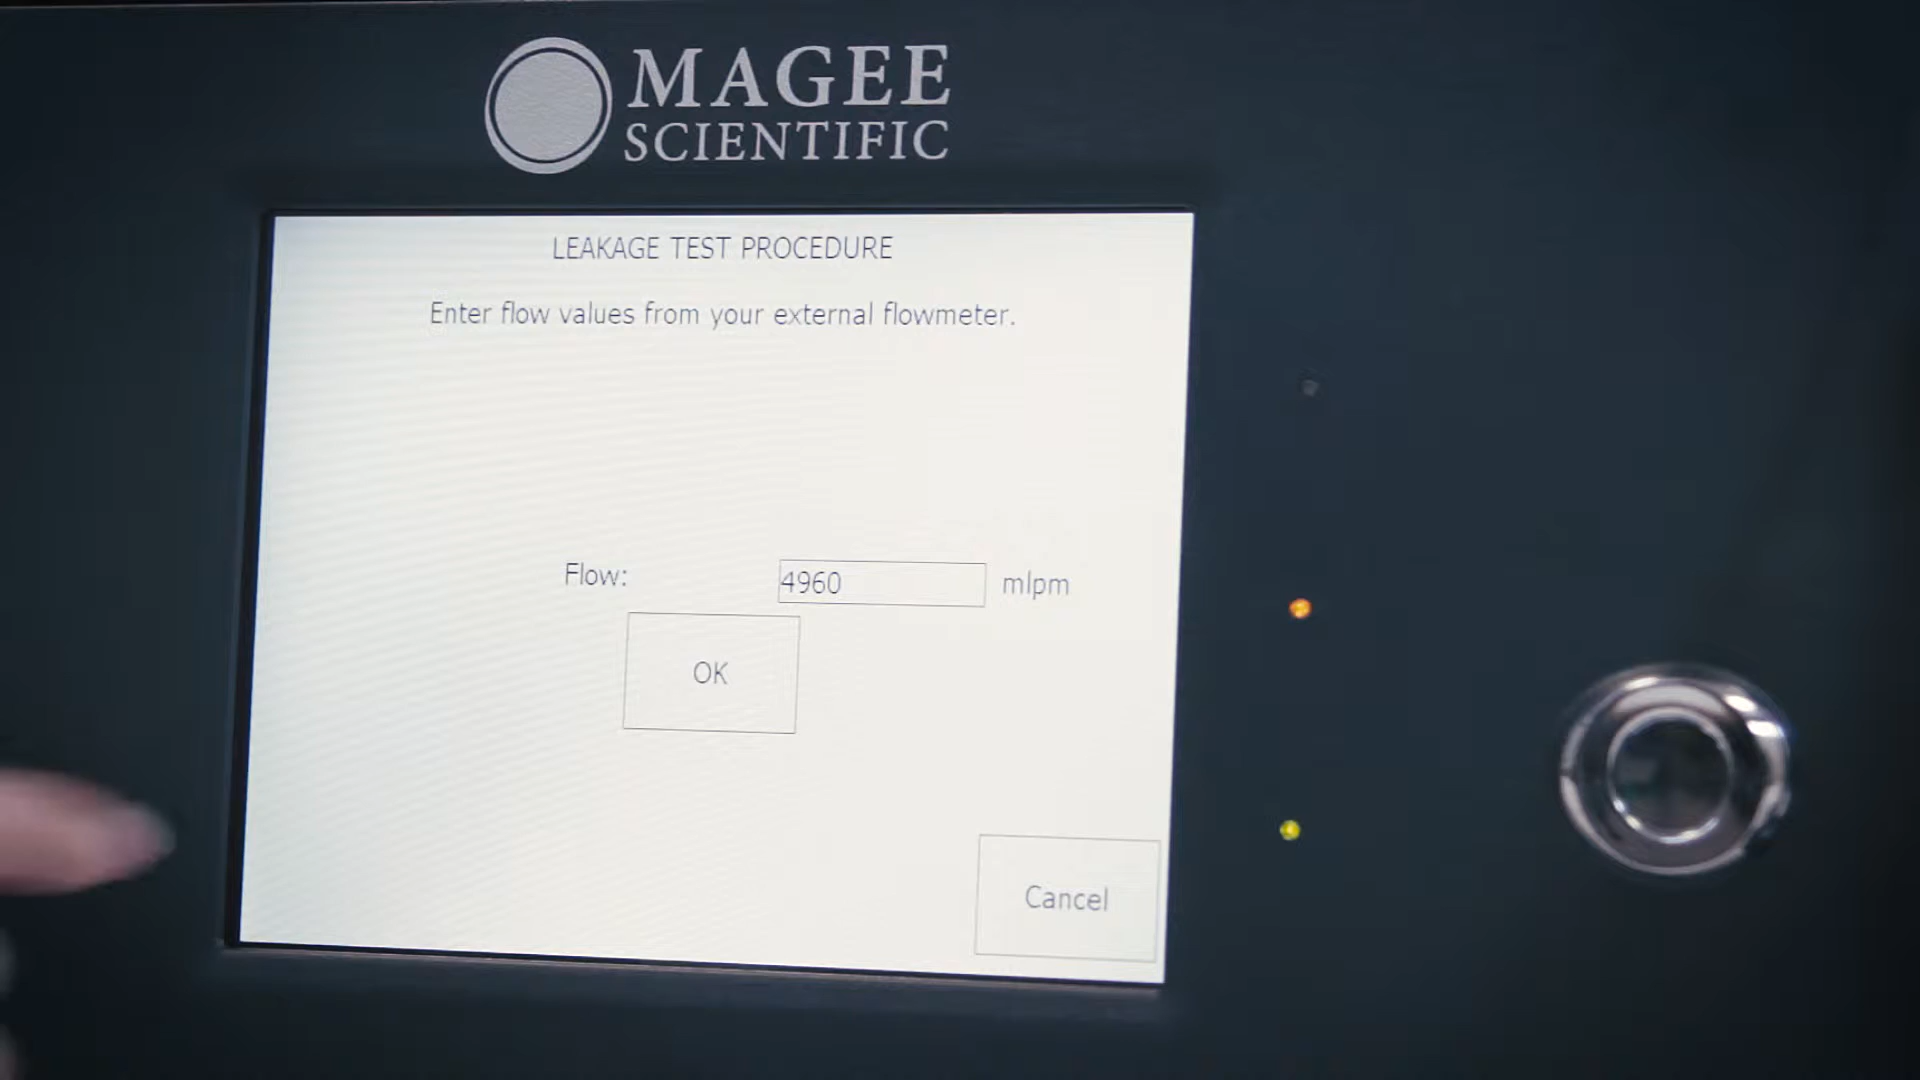 MAGEE
SCIENTIFIC
LEAKAGE TEST PROCEDURE
Enter flow values from your external flowmeter.
Flow: 4960 mlpm
OK
Cancel